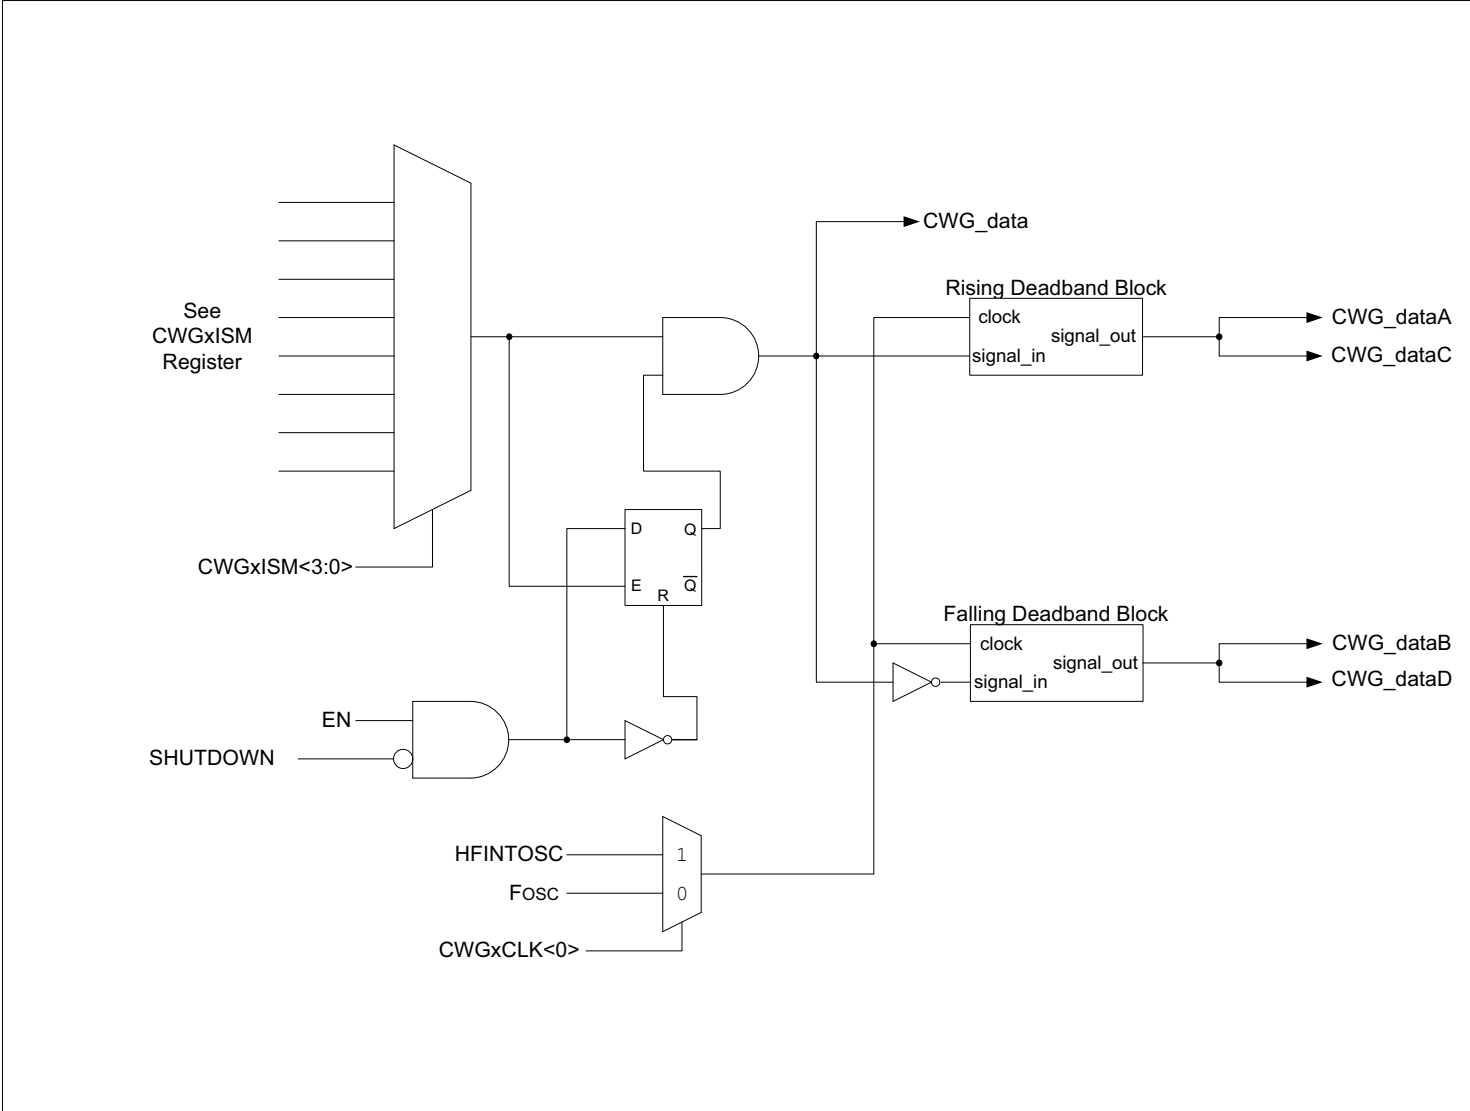 CWG_data
Rising Deadband Block
clock
signal_out
signal_in
CWG_dataA
CWG_dataC
See
CWGxISM
Register
D
Q
E
Q̅
R
CWGxISM<3:0>
Falling Deadband Block
clock
signal_out
signal_in
CWG_dataB
CWG_dataD
EN
SHUTDOWN
HFINTOSC
1
FOSC
0
CWGxCLK<0>